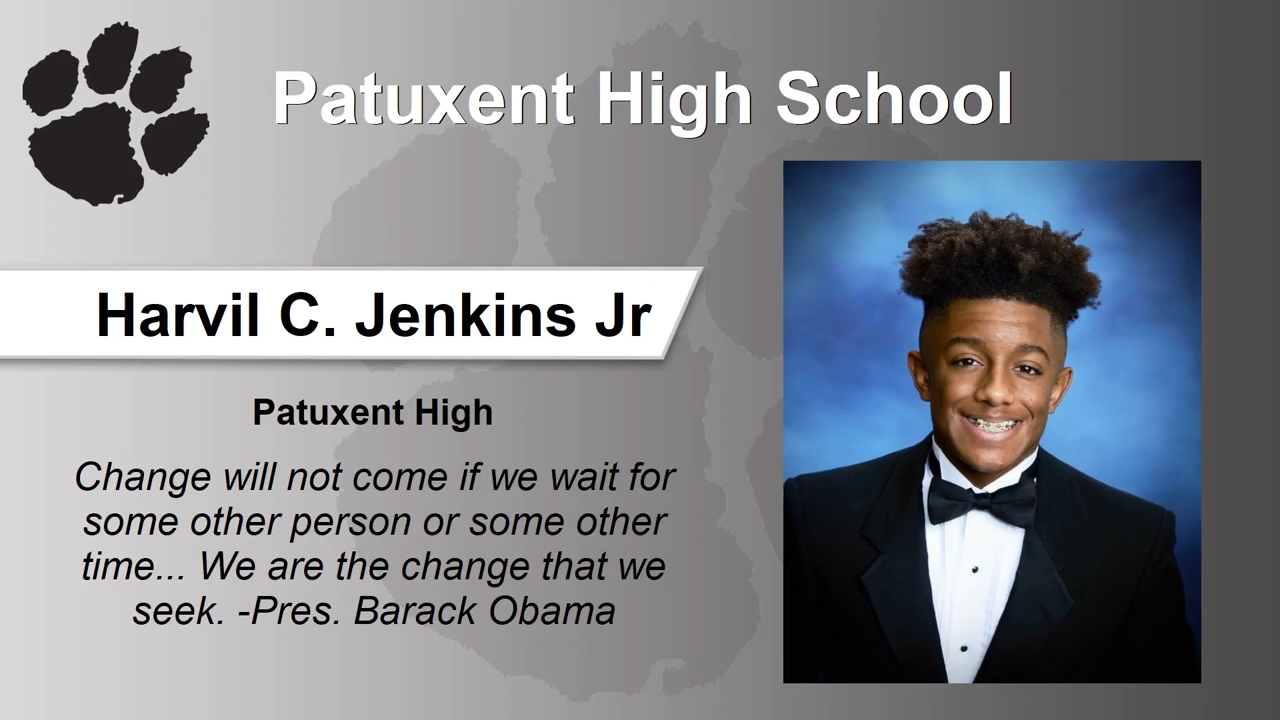 Patuxent High School
Harvil C. Jenkins Jr
Patuxent High
Change will not come if we wait for
some other person or some other
time... We are the change that we
seek. -Pres. Barack Obama